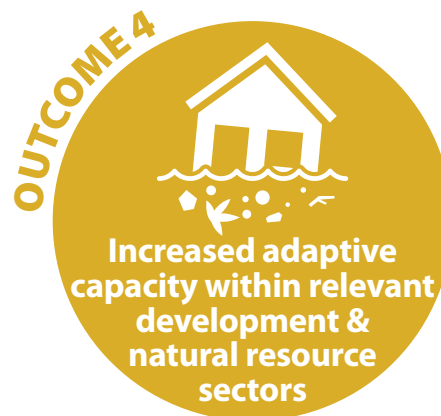 OUTCOME 4
Increased adaptive
capacity within relevant
development &
natural resource
sectors